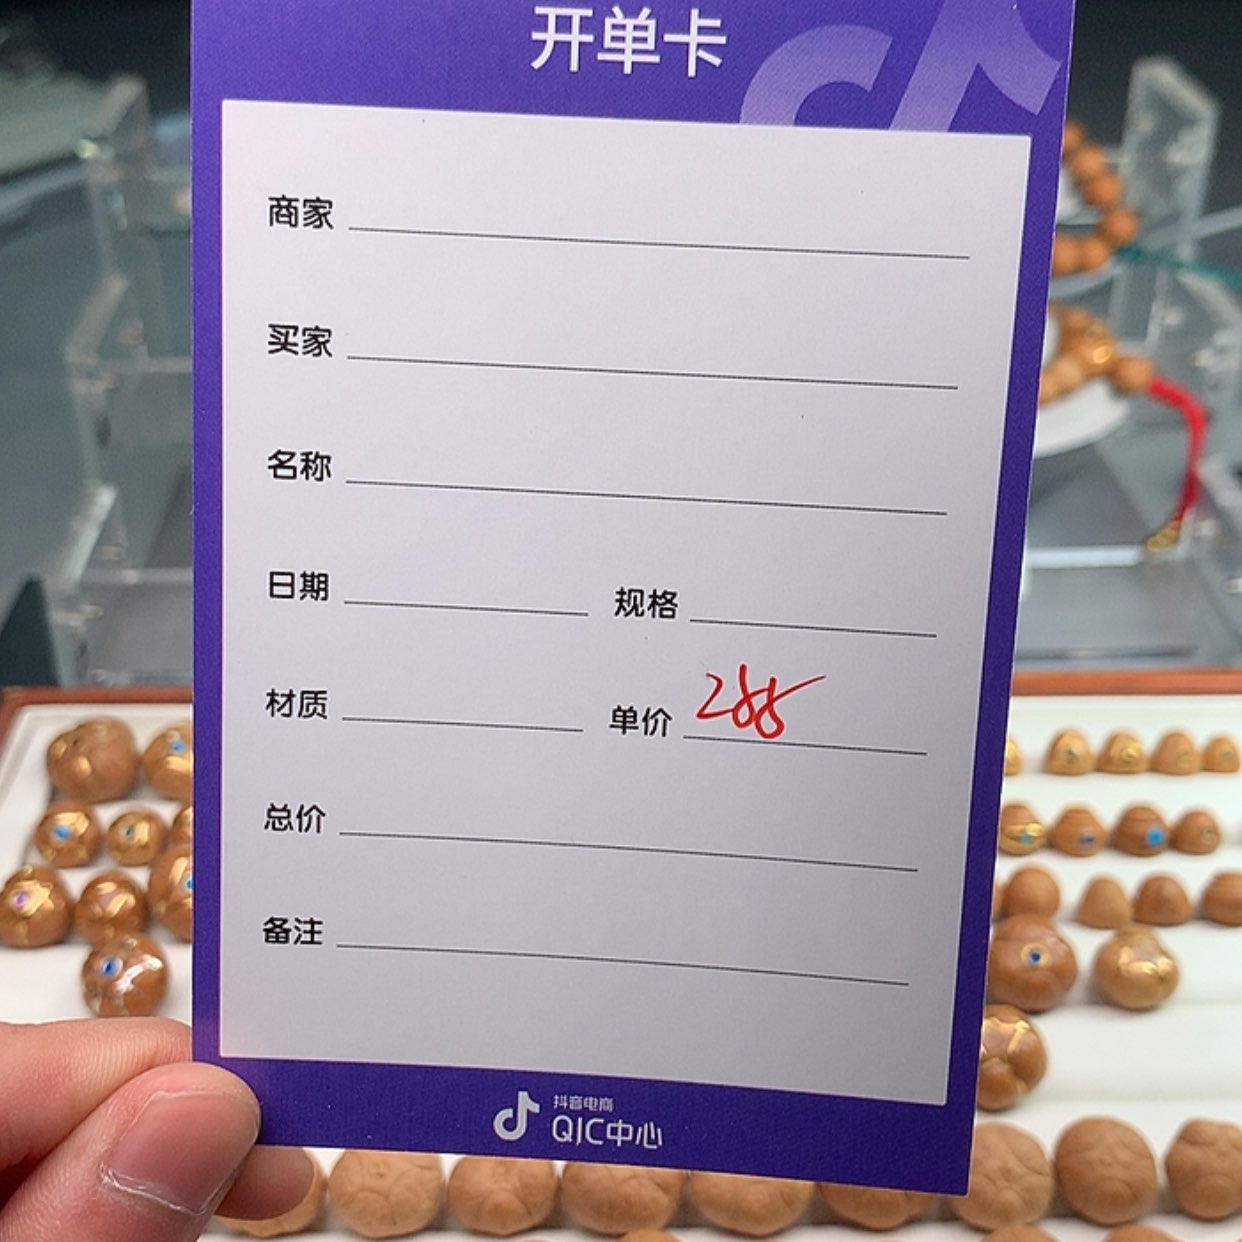 开单卡
商家
买家
名称
日期 规格
材质 单价 288
总价
备注
抖音电商
QIC中心